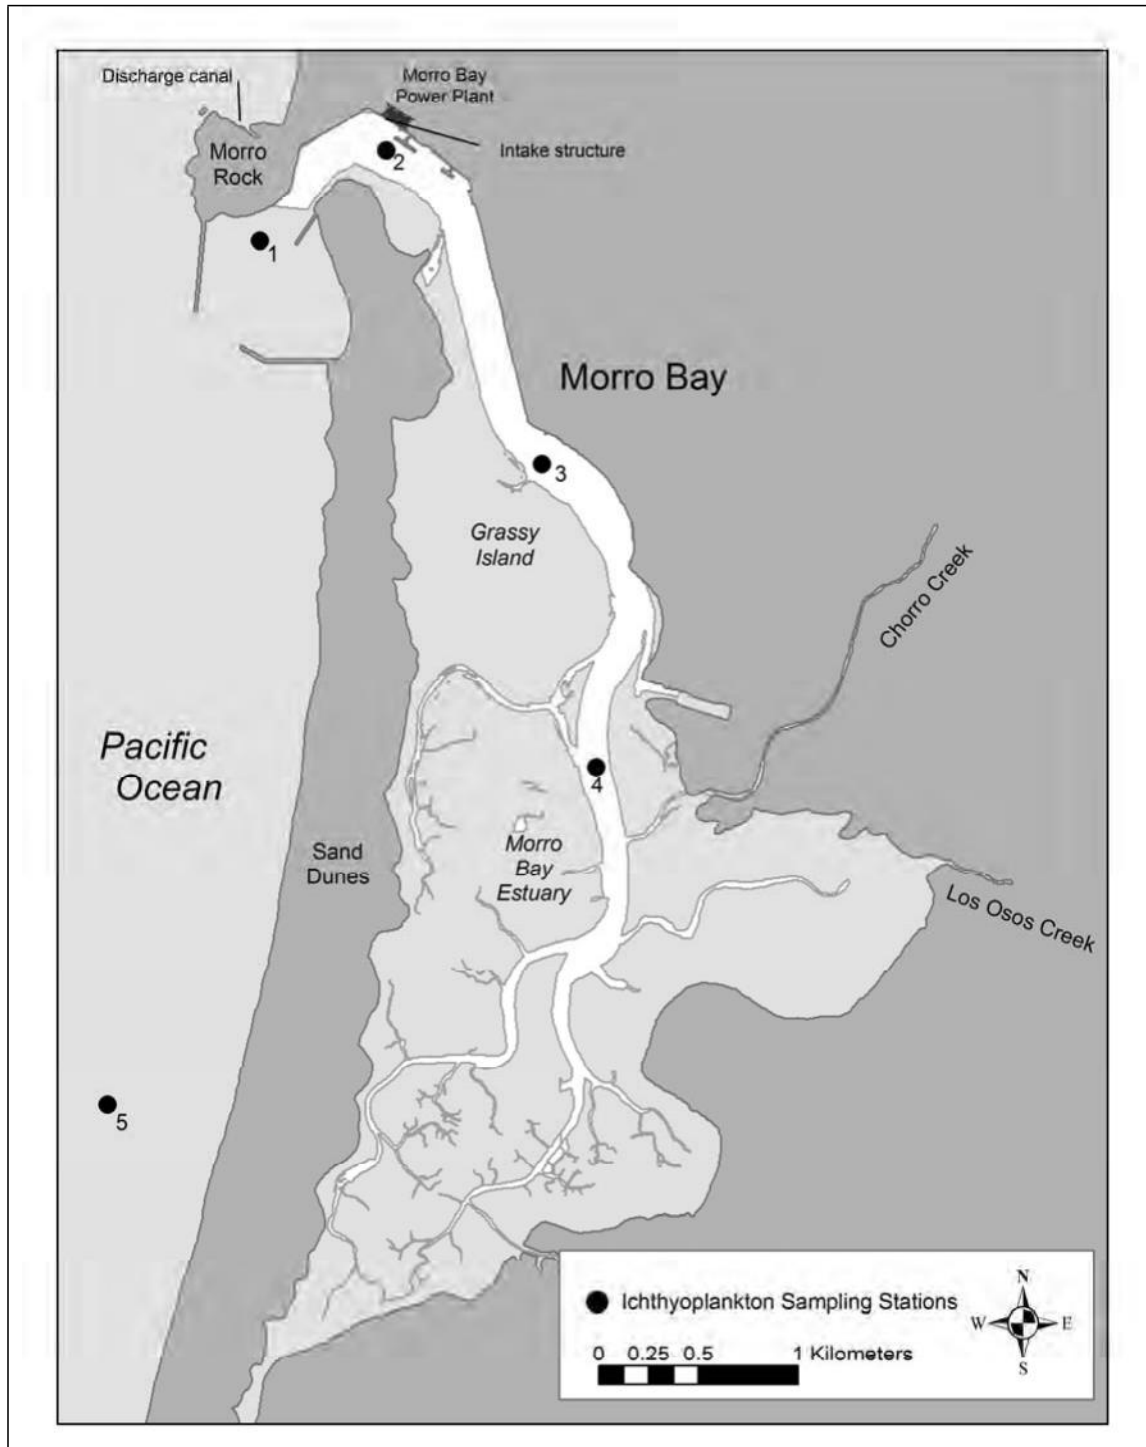 Discharge canal
Morro Bay
Power Plant
Intake structure
Morro
Rock
2
1
Morro Bay
3
Grassy
Island
Chorro Creek
Pacific
Ocean
4
Sand
Dunes
Morro
Bay
Estuary
Los Osos Creek
5
Ichthyoplankton Sampling Stations
N
W E
S
0 0.25 0.5 1 Kilometers